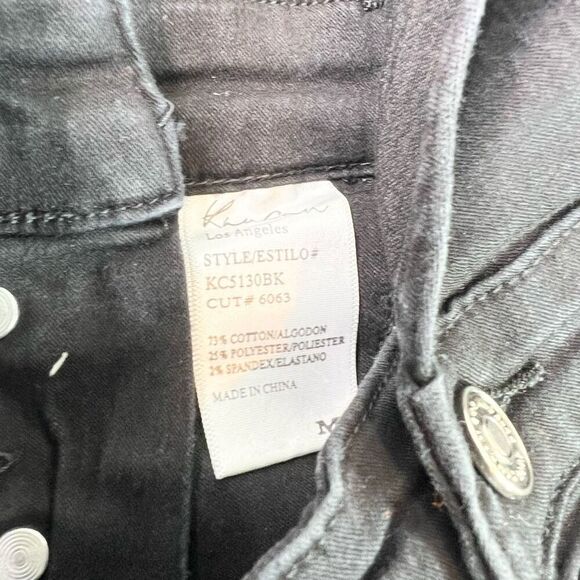 Kancan
Los Angeles
STYLE/ESTILO#
KC5130BK
CUT# 6063
73% COTTON/ALGODON
25% POLYESTER/POLIESTER
2% SPANDEX/ELASTANO
MADE IN CHINA
M